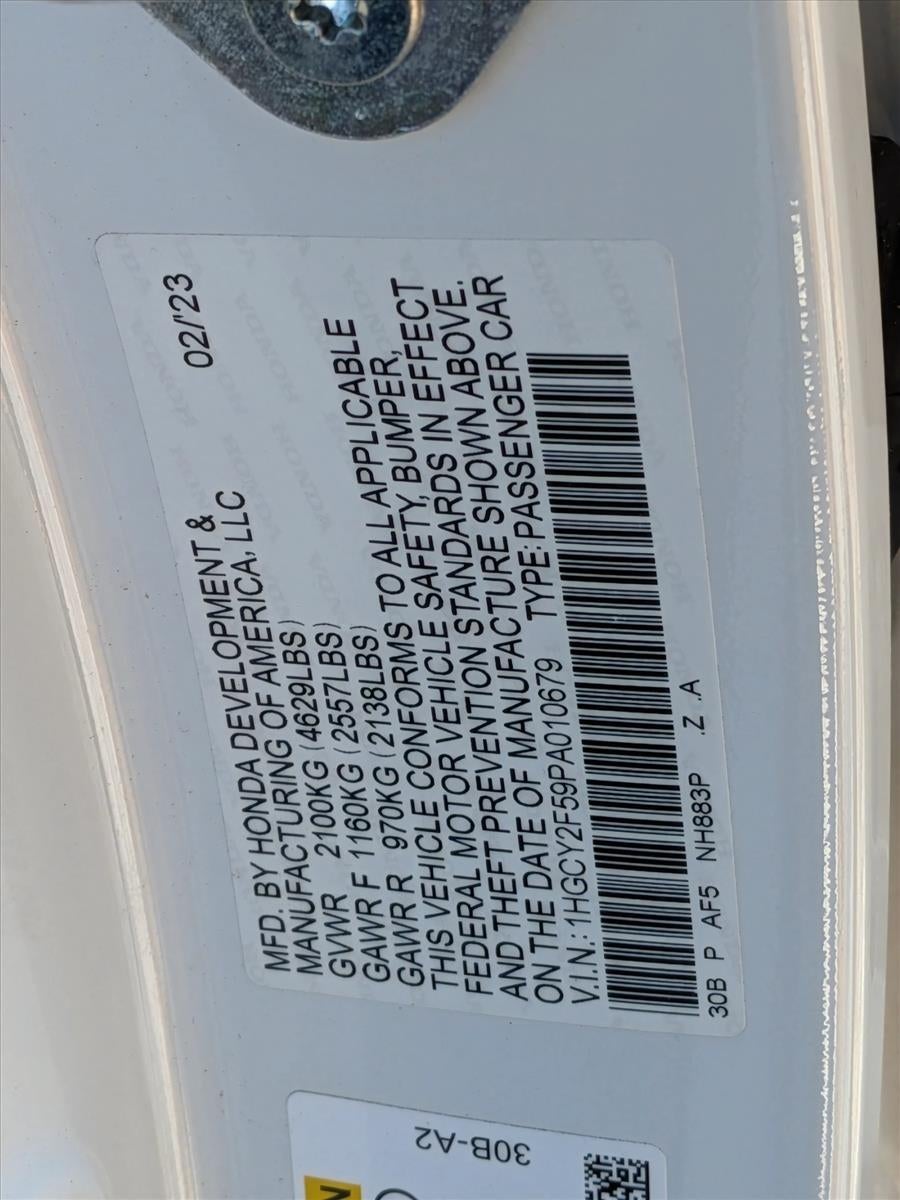 02/'23
MFD. BY HONDA DEVELOPMENT &
MANUFACTURING OF AMERICA, LLC
GVWR 2100KG (4629LBS)
GAWR F 1160KG (2557LBS)
GAWR R 970KG (2138LBS)
THIS VEHICLE CONFORMS TO ALL APPLICABLE
FEDERAL MOTOR VEHICLE SAFETY, BUMPER,
AND THEFT PREVENTION STANDARDS IN EFFECT
ON THE DATE OF MANUFACTURE SHOWN ABOVE.
V.I.N.: 1HGCY2F59PA010679 TYPE: PASSENGER CAR
30B P AF5 NH883P .Z .A
30B-A2